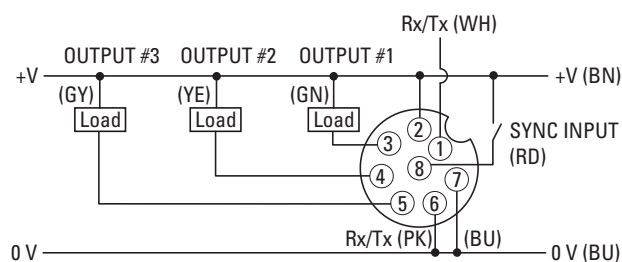 Rx/Tx (WH)
OUTPUT #3 OUTPUT #2 OUTPUT #1
+V +V (BN)
(GY) (YE) (GN)
Load Load Load
SYNC INPUT
(RD)
2
1
3
8
4
7
5 6
Rx/Tx (PK) (BU)
0 V 0 V (BU)